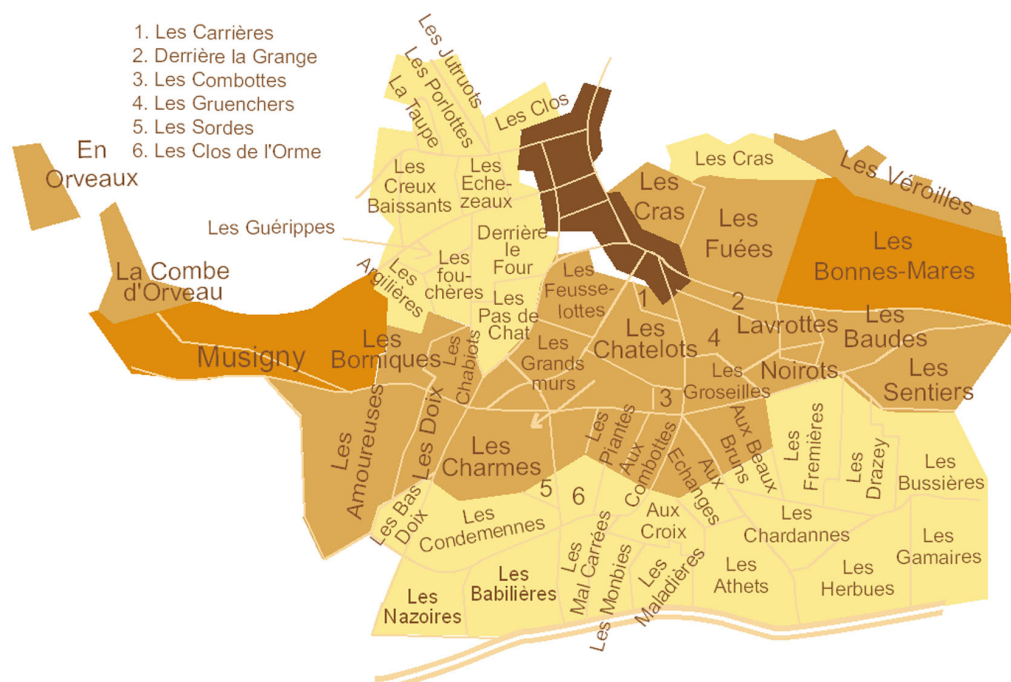 1. Les Carrières
2. Derrière la Grange
3. Les Combottes
4. Les Gruenchers
5. Les Sordes
6. Les Clos de l'Orme
En
Orveaux
La Combe
d'Orveau
Musigny
Les Jutruots
Les Porlottes
La Taupe
Les Clos
Les
Creux
Baissants
Les
Eche-
zeaux
Les Guérippes
Les
Argilières
Les
fou-
chères
Derrière
le
Four
Les
Pas de
Chat
Les
Feusse-
lottes
Les
Cras
Les Cras
Les
Fuées
Les Véroilles
Les
Bonnes-Mares
1
2
Les
Borniques
Les
Chabiots
Les
Grands
murs
Les
Chatelots
4
Lavrottes
Les
Baudes
Noirots
Les
Groseilles
Les
Sentiers
3
Les
Amoureuses
Les Doix
Les
Charmes
Les
Plantes
Aux
Combottes
Aux
Echanges
Aux Beaux
Bruns
Les
Fremières
Les
Drazey
Les
Bussières
5
6
Les Bas
Doix
Les
Condemennes
Aux
Croix
Les
Chardannes
Les
Gamaires
Les
Nazoires
Les
Babilières
Les
Mal Carrées
Les Monbies
Les
Maladières
Les
Athets
Les
Herbues